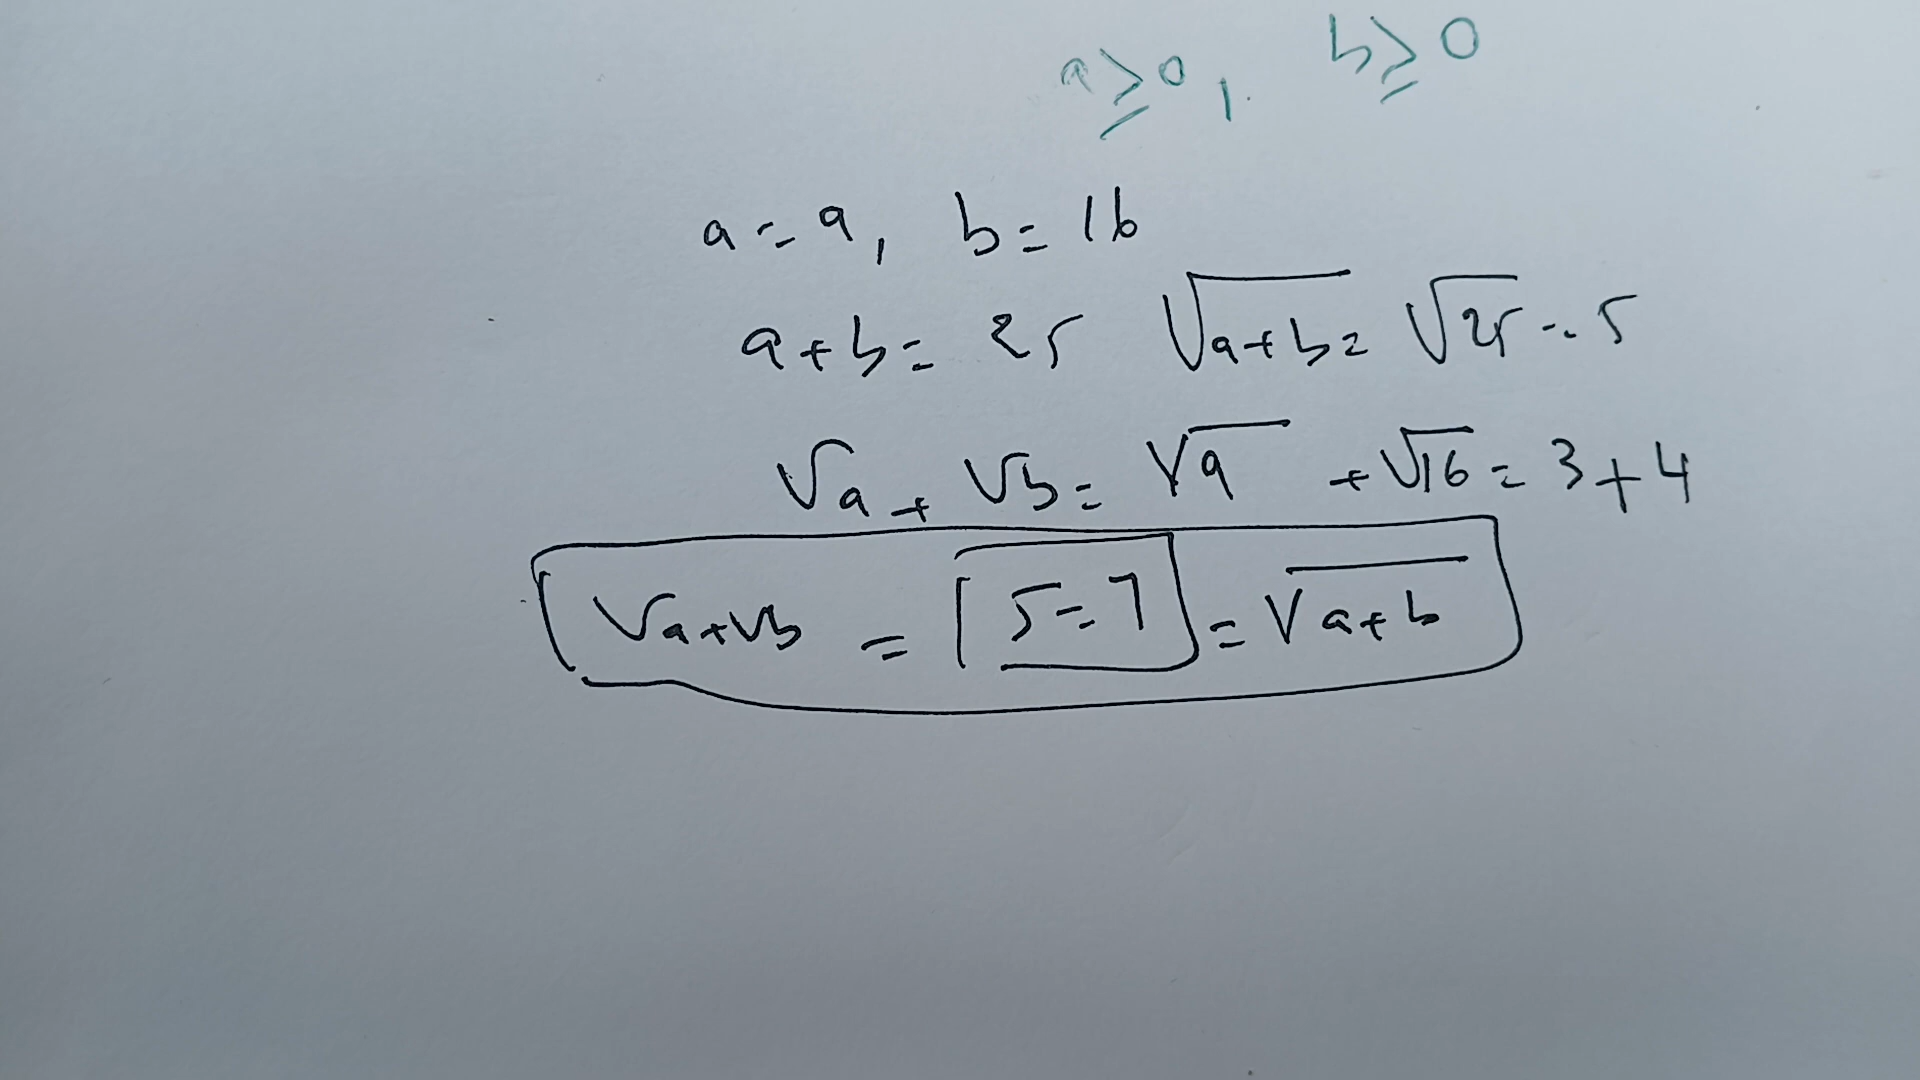 a ≥ 0, b ≥ 0
a = 9, b = 16
a + b = 25 √a+b = √25 = 5
√a + √b = √9 + √16 = 3 + 4
√a + √b = 5 = 7 = √a+b